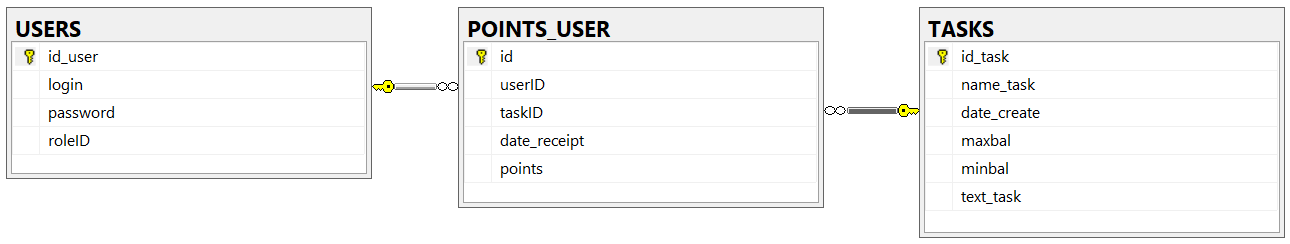 USERS
id_user
login
password
roleID
POINTS_USER
id
userID
taskID
date_receipt
points
TASKS
id_task
name_task
date_create
maxbal
minbal
text_task